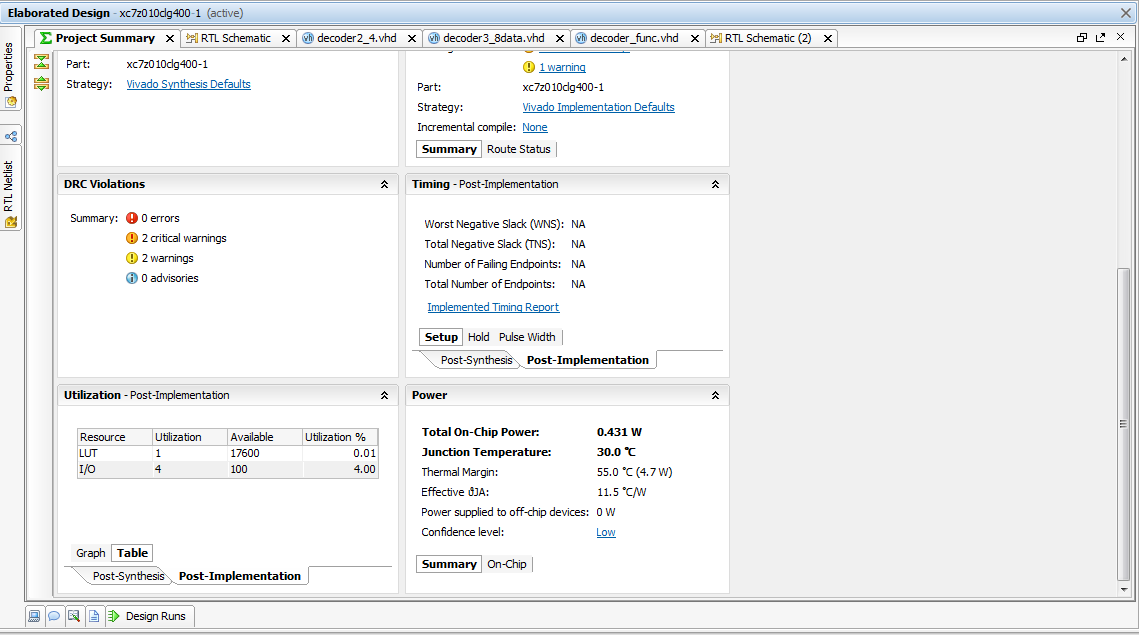 Elaborated Design - xc7z010clg400-1 (active)
Project Summary
RTL Schematic
decoder2_4.vhd
decoder3_8data.vhd
decoder_func.vhd
RTL Schematic (2)
Properties
RTL Netlist
Part: xc7z010clg400-1
Strategy: Vivado Synthesis Defaults
1 warning
Part: xc7z010clg400-1
Strategy: Vivado Implementation Defaults
Incremental compile: None
Summary Route Status
DRC Violations
Summary: 0 errors
2 critical warnings
2 warnings
0 advisories
Timing - Post-Implementation
Worst Negative Slack (WNS): NA
Total Negative Slack (TNS): NA
Number of Failing Endpoints: NA
Total Number of Endpoints: NA
Implemented Timing Report
Setup Hold Pulse Width
Post-Synthesis Post-Implementation
Utilization - Post-Implementation
Resource Utilization Available Utilization %
LUT 1 17600 0.01
I/O 4 100 4.00
Graph Table
Post-Synthesis Post-Implementation
Power
Total On-Chip Power: 0.431 W
Junction Temperature: 30.0 °C
Thermal Margin: 55.0 °C (4.7 W)
Effective ϑJA: 11.5 °C/W
Power supplied to off-chip devices: 0 W
Confidence level: Low
Summary On-Chip
Design Runs